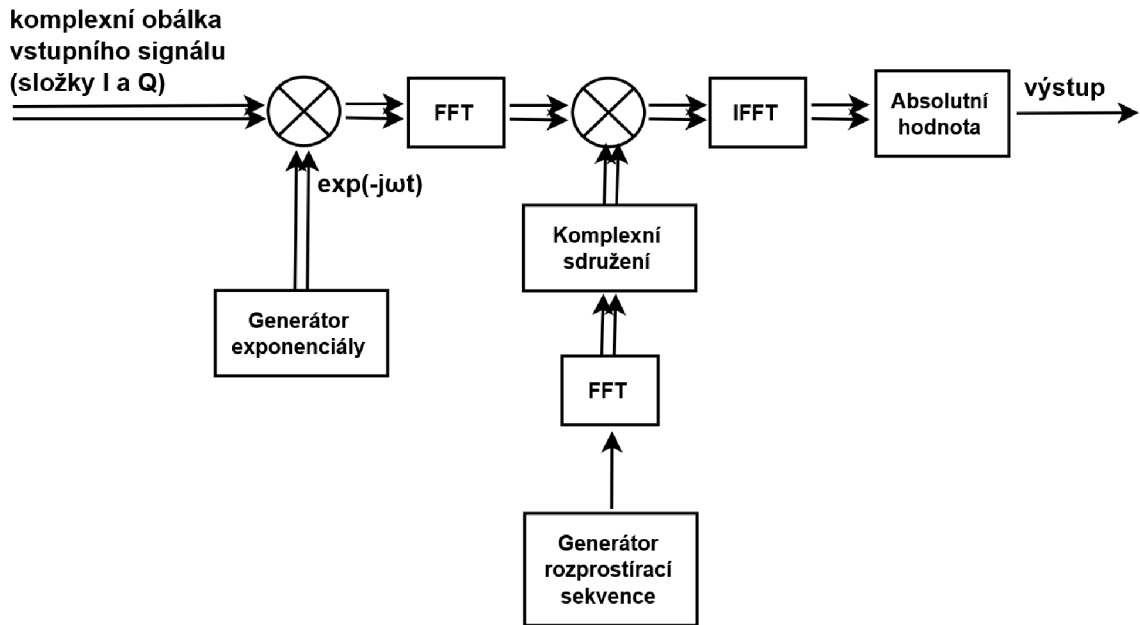 komplexní obálka
vstupního signálu
(složky I a Q)
FFT
IFFT
Absolutní
hodnota
výstup
exp(-jωt)
Komplexní
sdružení
Generátor
exponenciály
FFT
Generátor
rozprostírací
sekvence